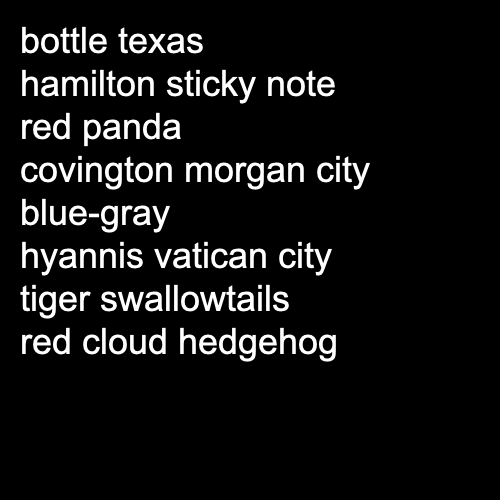 bottle texas
hamilton sticky note
red panda
covington morgan city
blue-gray
hyannis vatican city
tiger swallowtails
red cloud hedgehog